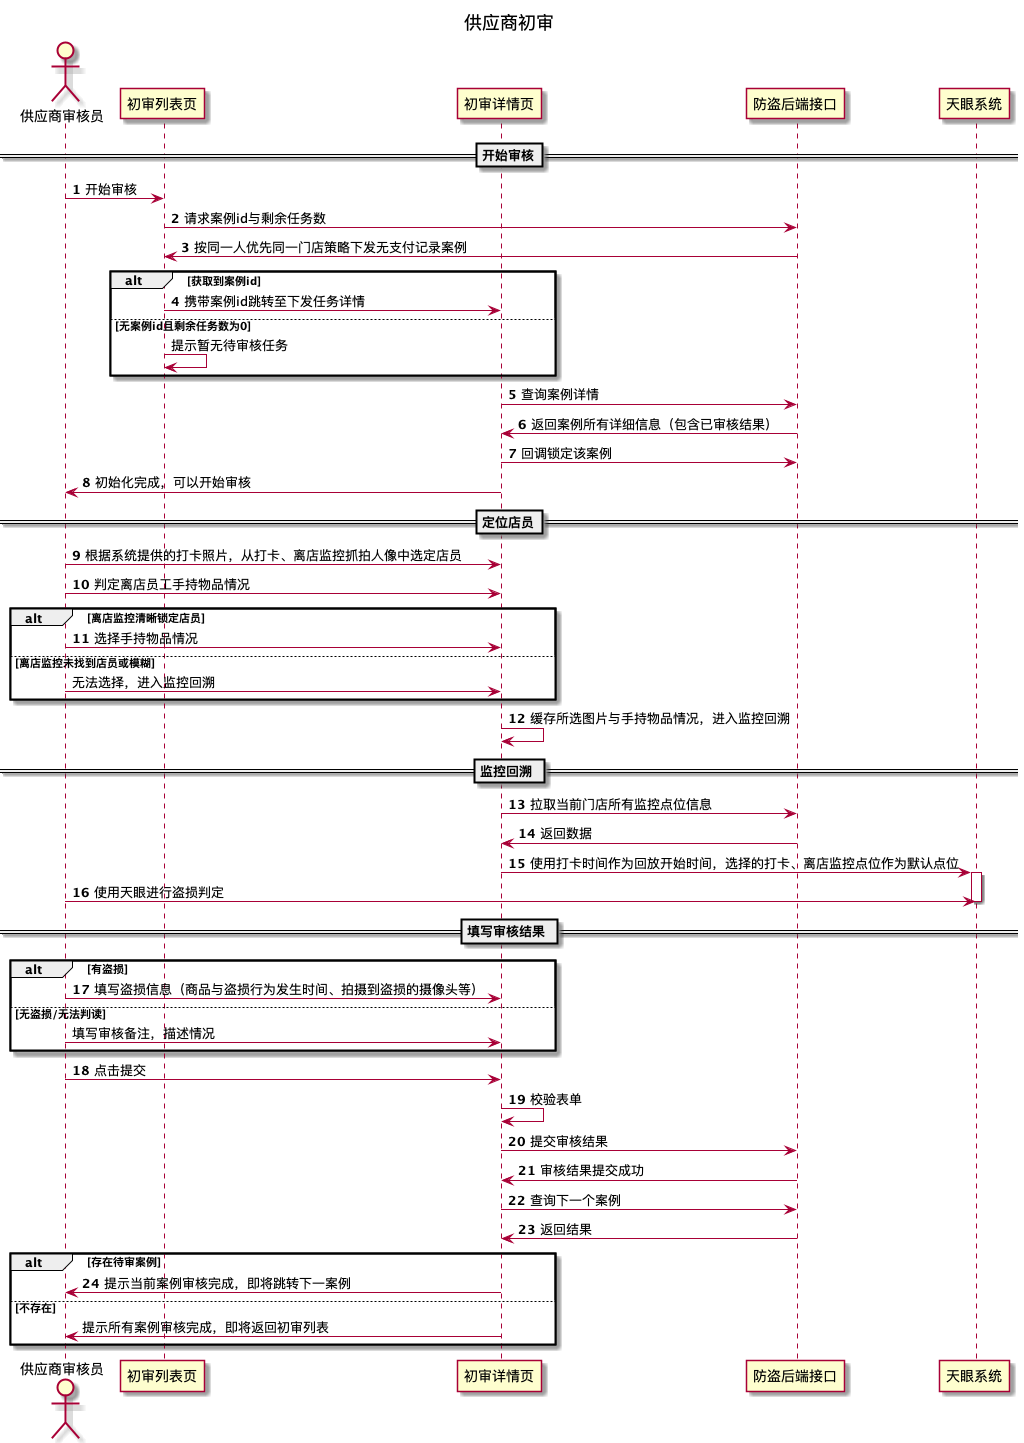 供应商初审
供应商审核员
初审列表页
初审详情页
防盗后端接口
天眼系统
开始审核
1 开始审核
2 请求案例id与剩余任务数
3 按同一人优先同一门店策略下发无支付记录案例
alt [获取到案例id]
4 携带案例id跳转至下发任务详情
[无案例id且剩余任务数为0]
提示暂无待审核任务
5 查询案例详情
6 返回案例所有详细信息（包含已审核结果）
7 回调锁定该案例
8 初始化完成，可以开始审核
定位店员
9 根据系统提供的打卡照片，从打卡、离店监控抓拍人像中选定店员
10 判定离店员工手持物品情况
alt [离店监控清晰锁定店员]
11 选择手持物品情况
[离店监控未找到店员或模糊]
无法选择，进入监控回溯
12 缓存所选图片与手持物品情况，进入监控回溯
监控回溯
13 拉取当前门店所有监控点位信息
14 返回数据
15 使用打卡时间作为回放开始时间，选择的打卡、离店监控点位作为默认点位
16 使用天眼进行盗损判定
填写审核结果
alt [有盗损]
17 填写盗损信息（商品与盗损行为发生时间、拍摄到盗损的摄像头等）
[无盗损/无法判读]
填写审核备注，描述情况
18 点击提交
19 校验表单
20 提交审核结果
21 审核结果提交成功
22 查询下一个案例
23 返回结果
alt [存在待审案例]
24 提示当前案例审核完成，即将跳转下一案例
[不存在]
提示所有案例审核完成，即将返回初审列表
供应商审核员
初审列表页
初审详情页
防盗后端接口
天眼系统